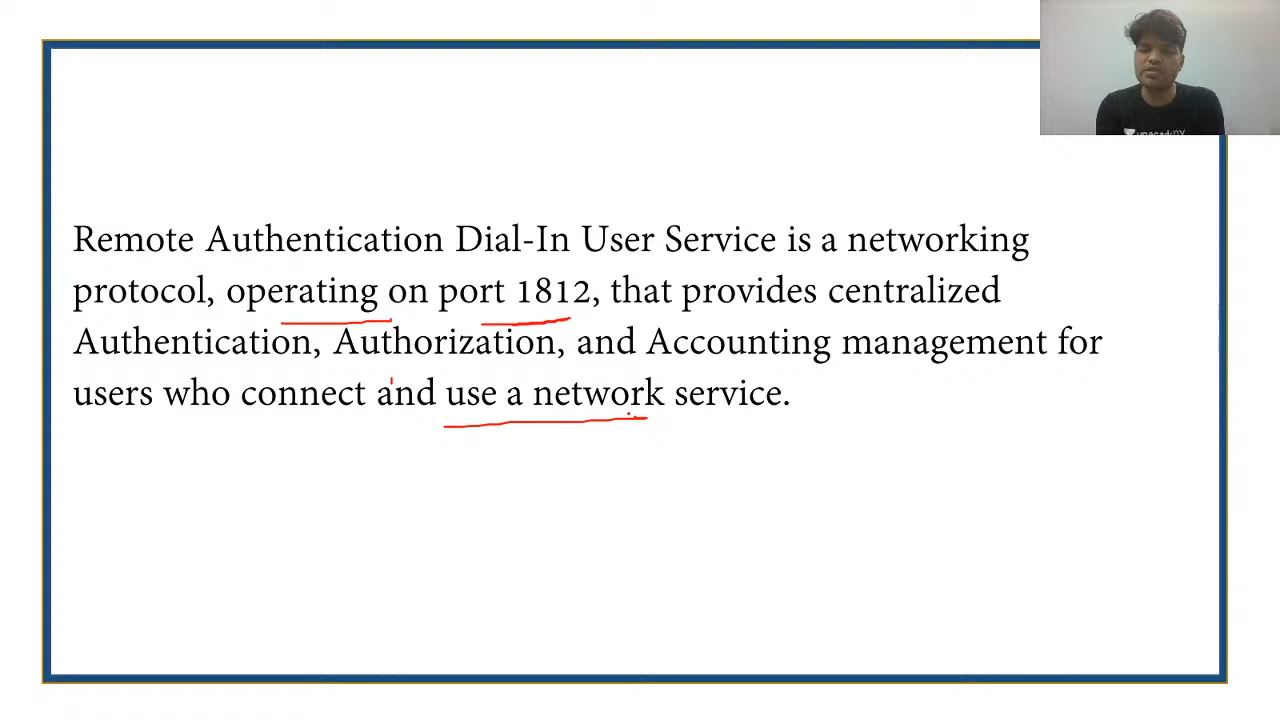 Remote Authentication Dial-In User Service is a networking
protocol, operating on port 1812, that provides centralized
Authentication, Authorization, and Accounting management for
users who connect and use a network service.
unacademy